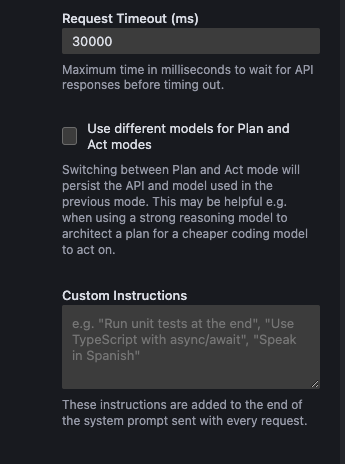 Request Timeout (ms)
30000
Maximum time in milliseconds to wait for API
responses before timing out.
Use different models for Plan and
Act modes
Switching between Plan and Act mode will
persist the API and model used in the
previous mode. This may be helpful e.g.
when using a strong reasoning model to
architect a plan for a cheaper coding model
to act on.
Custom Instructions
e.g. "Run unit tests at the end", "Use
TypeScript with async/await", "Speak
in Spanish"
These instructions are added to the end of
the system prompt sent with every request.